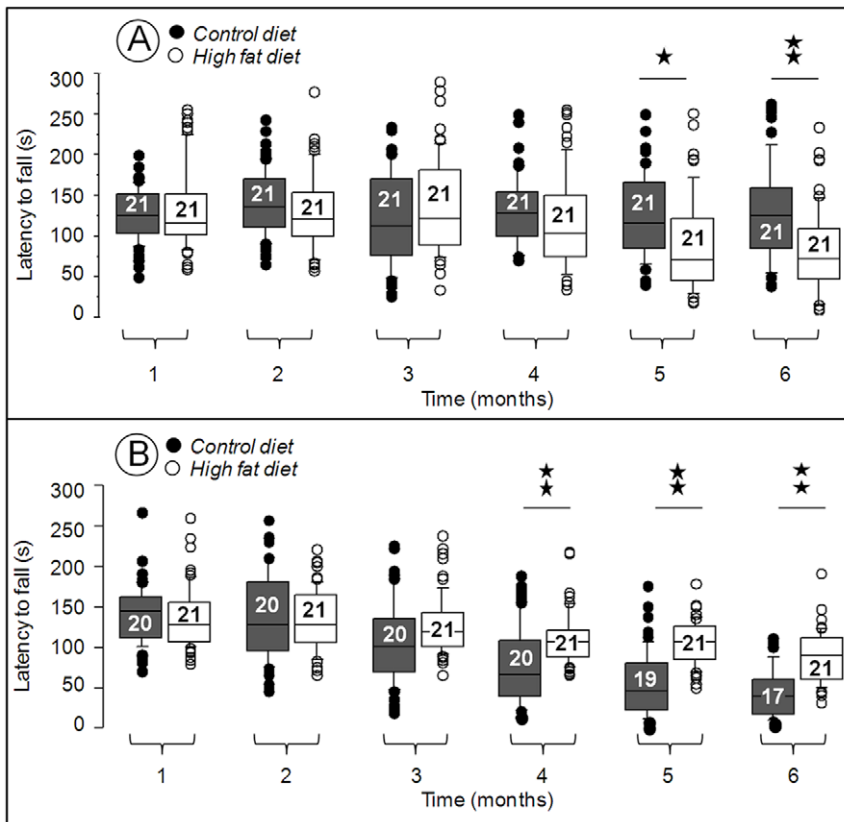 A
Control diet
High fat diet
★
★
★
Latency to fall (s)
300
250
200
150
100
50
0
21 21 21 21 21 21 21 21 21 21 21 21
1 2 3 4 5 6
Time (months)
B
Control diet
High fat diet
★
★
★
★
★
★
Latency to fall (s)
300
250
200
150
100
50
0
20 21 20 21 20 21 20 21 19 21 17 21
1 2 3 4 5 6
Time (months)